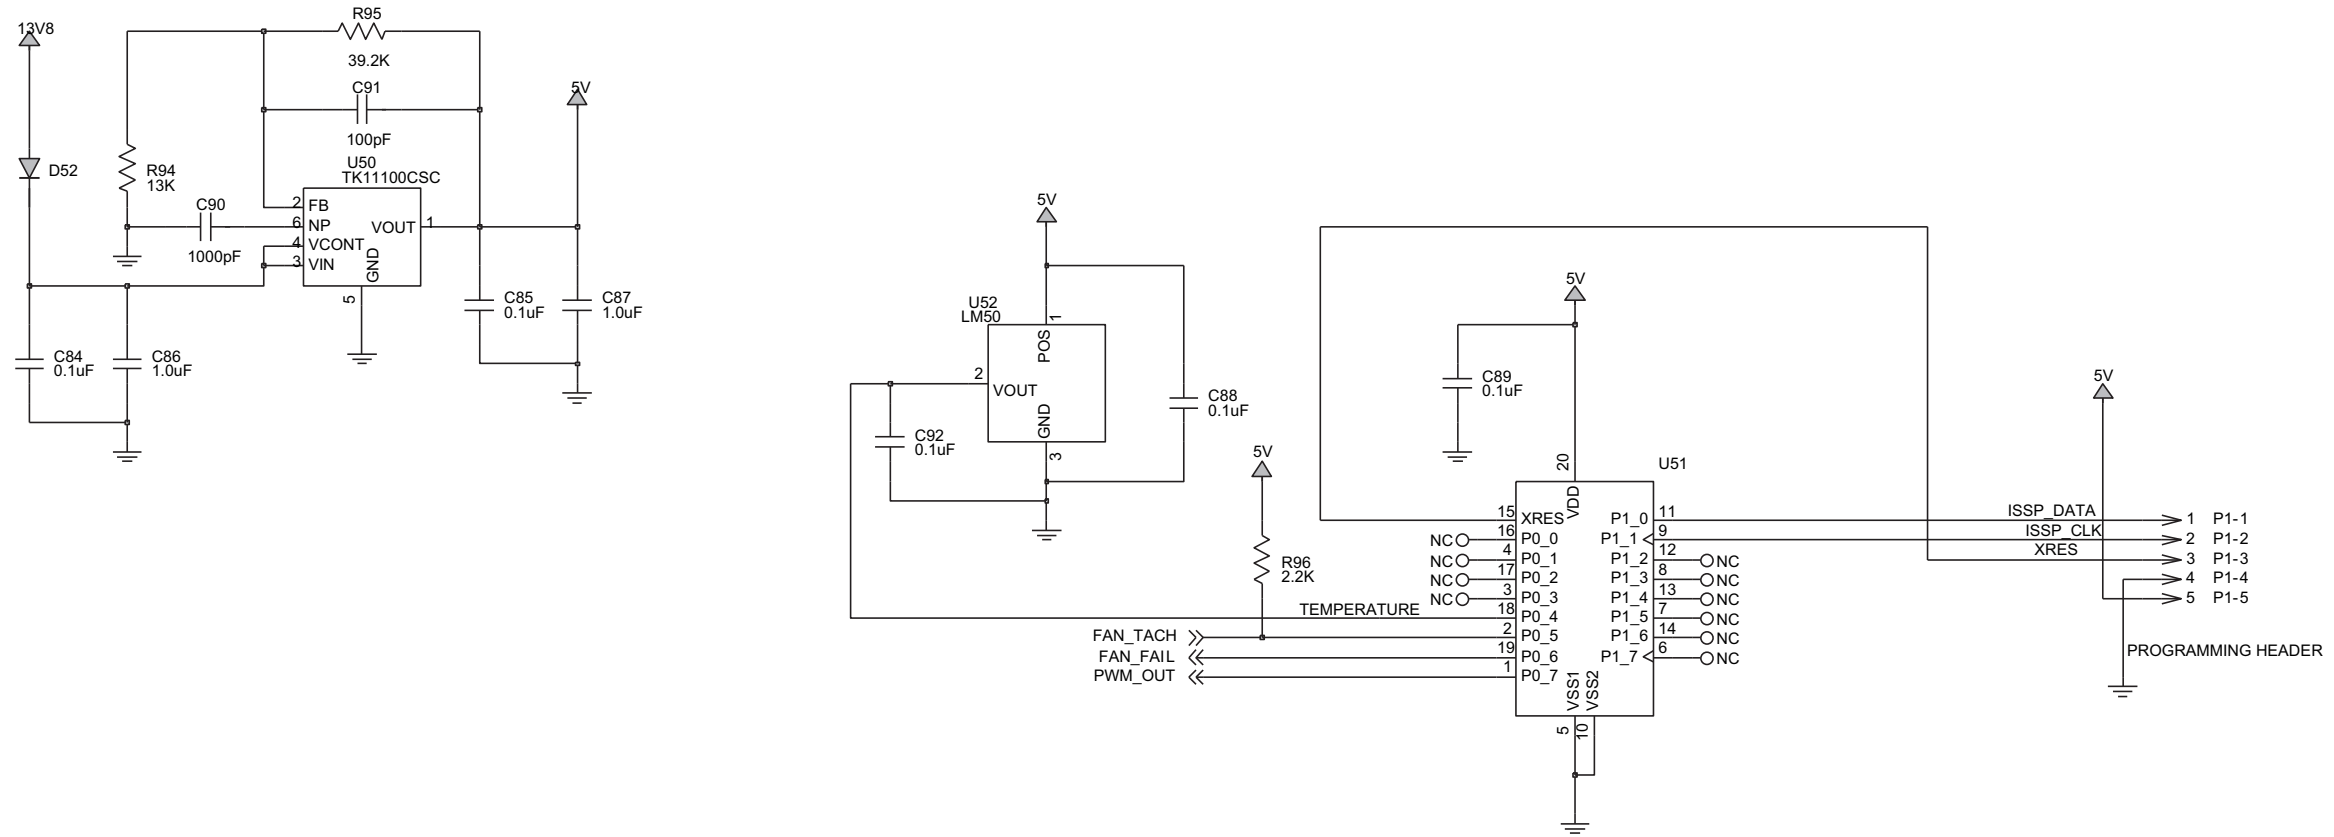 13V8
R95
39.2K
C91
100pF
5V
D52
R94
13K
U50
TK11100CSC
C90
1000pF
2 FB
6 NP
4 VCONT
3 VIN
VOUT 1
GND
5
C85
0.1uF
C87
1.0uF
C84
0.1uF
C86
1.0uF
5V
U52
LM50
1
POS
2
VOUT
GND
3
C88
0.1uF
C92
0.1uF
5V
R96
2.2K
5V
C89
0.1uF
20
VDD
U51
15 XRES
NC 16 P0_0
NC 4 P0_1
NC 17 P0_2
NC 3 P0_3
TEMPERATURE 18 P0_4
FAN_TACH 2 P0_5
FAN_FAIL 19 P0_6
PWM_OUT 1 P0_7
P1_0 11
P1_1 9
P1_2 12 NC
P1_3 8 NC
P1_4 13 NC
P1_5 7 NC
P1_6 14 NC
P1_7 6 NC
VSS1
VSS2
5
10
5V
ISSP_DATA 1 P1-1
ISSP_CLK 2 P1-2
XRES 3 P1-3
4 P1-4
5 P1-5
PROGRAMMING HEADER